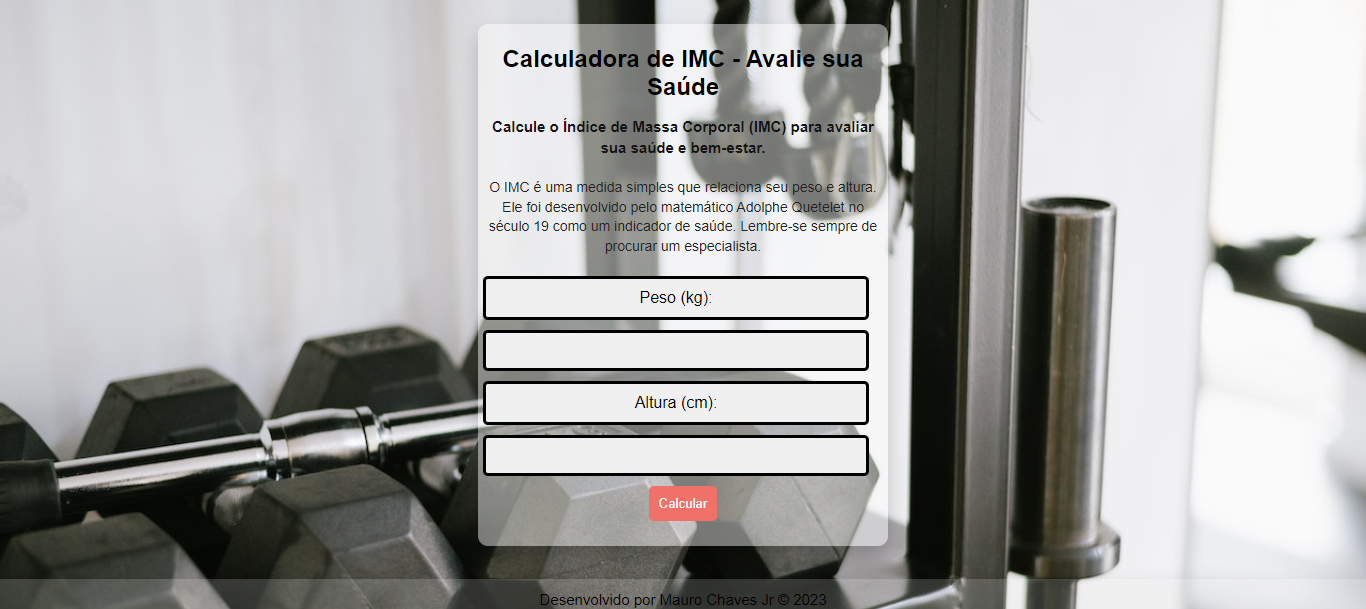 Calculadora de IMC - Avalie sua
Saúde
Calcule o Índice de Massa Corporal (IMC) para avaliar
sua saúde e bem-estar.
O IMC é uma medida simples que relaciona seu peso e altura.
Ele foi desenvolvido pelo matemático Adolphe Quetelet no
século 19 como um indicador de saúde. Lembre-se sempre de
procurar um especialista.
Peso (kg):
Altura (cm):
Calcular
Desenvolvido por Mauro Chaves Jr © 2023